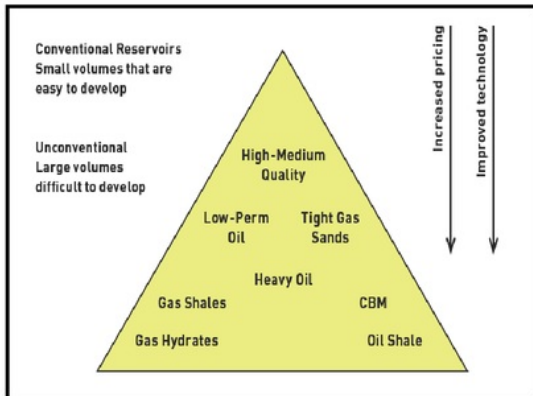 Conventional Reservoirs
Small volumes that are
easy to develop
Unconventional
Large volumes
difficult to develop
High-Medium
Quality
Low-Perm
Oil
Tight Gas
Sands
Heavy Oil
Gas Shales
CBM
Gas Hydrates
Oil Shale
Increased pricing
Improved technology